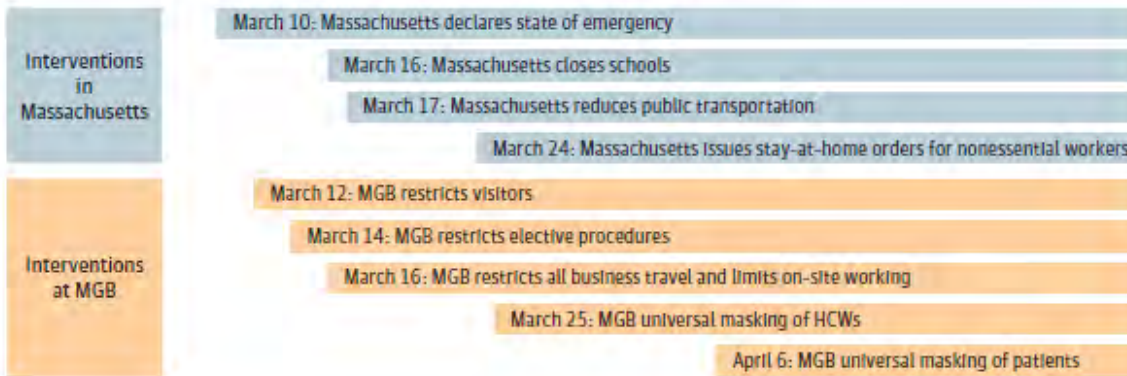 Interventions
in
Massachusetts
March 10: Massachusetts declares state of emergency
March 16: Massachusetts closes schools
March 17: Massachusetts reduces public transportation
March 24: Massachusetts issues stay-at-home orders for nonessential workers
Interventions
at MGB
March 12: MGB restricts visitors
March 14: MGB restricts elective procedures
March 16: MGB restricts all business travel and limits on-site working
March 25: MGB universal masking of HCWs
April 6: MGB universal masking of patients